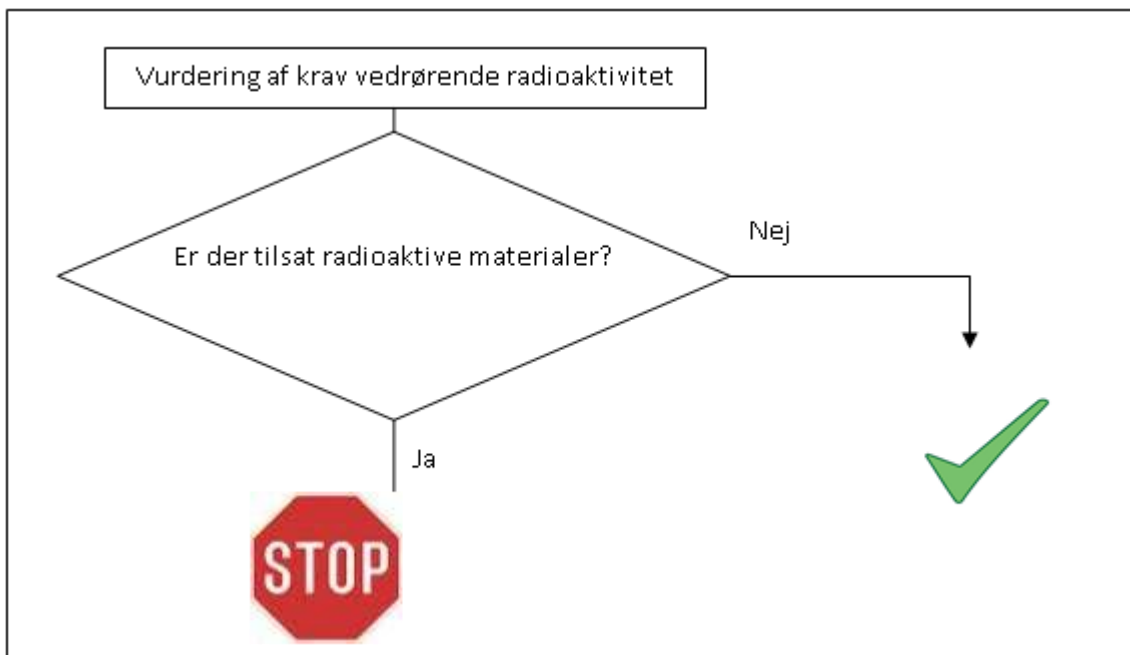 Vurdering af krav vedrørende radioaktivitet
Nej
Er der tilsat radioaktive materialer?
Ja
STOP